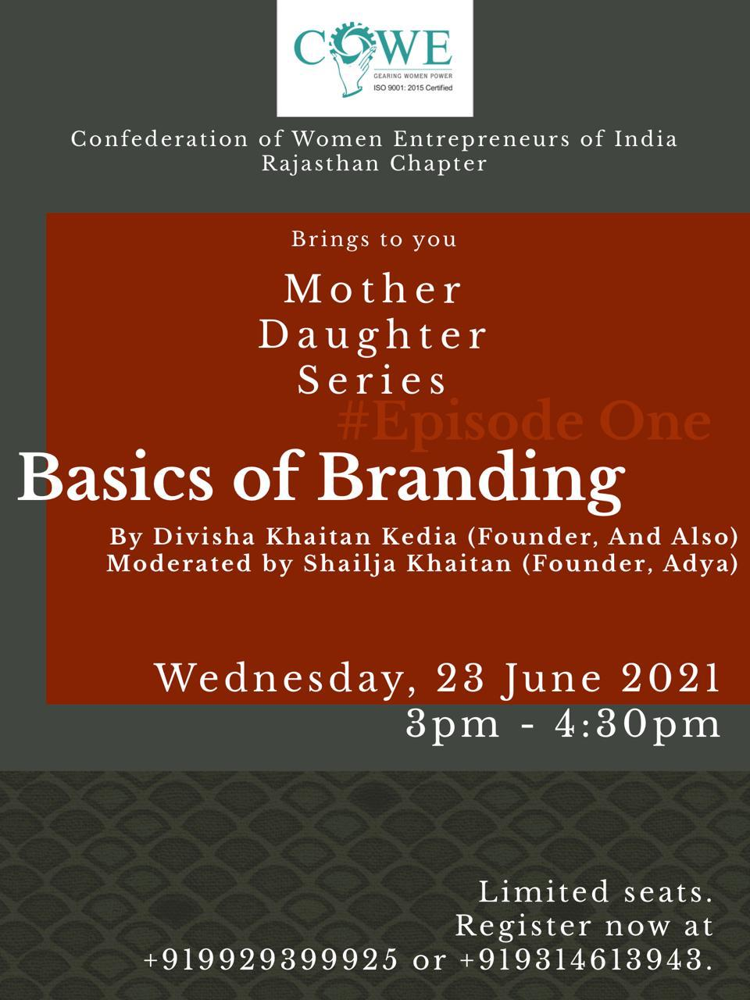 COWE
GEARING WOMEN POWER
ISO 9001: 2015 Certified
Confederation of Women Entrepreneurs of India
Rajasthan Chapter
Brings to you
Mother
Daughter
Series
#Episode One
Basics of Branding
By Divisha Khaitan Kedia (Founder, And Also)
Moderated by Shailja Khaitan (Founder, Adya)
Wednesday, 23 June 2021
3pm - 4:30pm
Limited seats.
Register now at
+919929399925 or +919314613943.